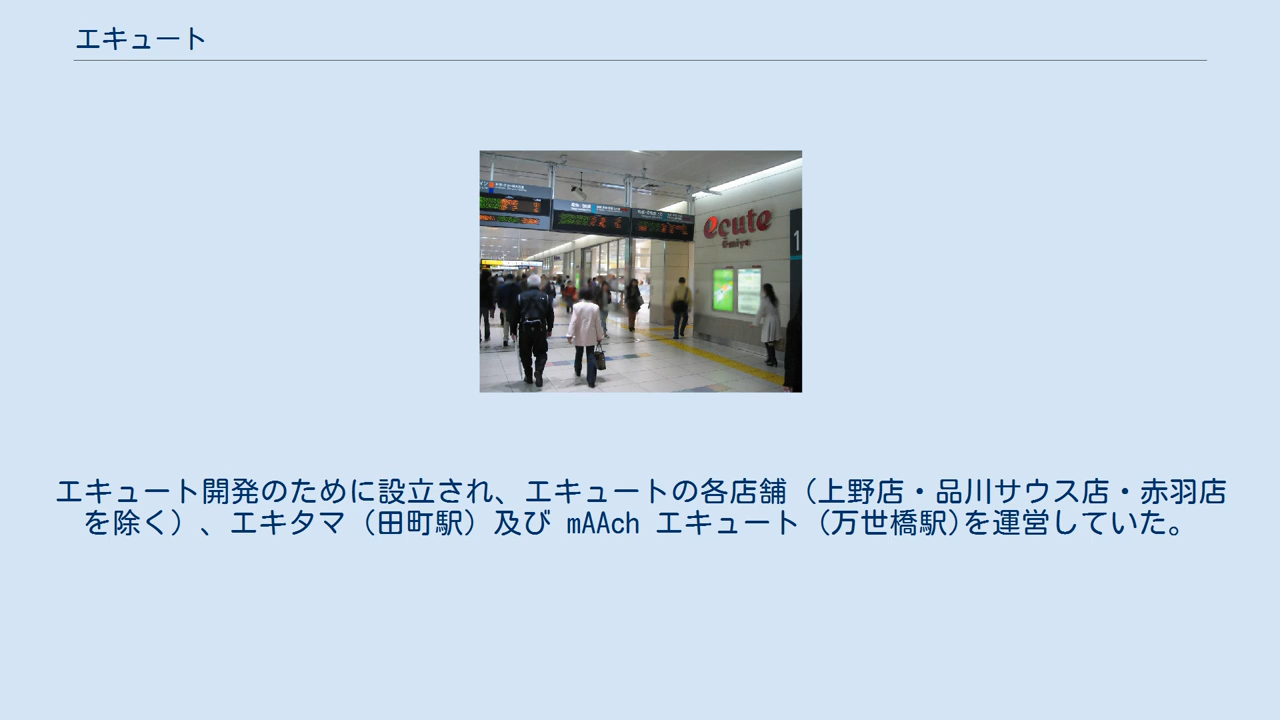 エキュート
ecute
Omiya
1
エキュート開発のために設立され、エキュートの各店舗（上野店・品川サウス店・赤羽店
を除く）、エキタマ（田町駅）及び mAAch エキュート（万世橋駅)を運営していた。